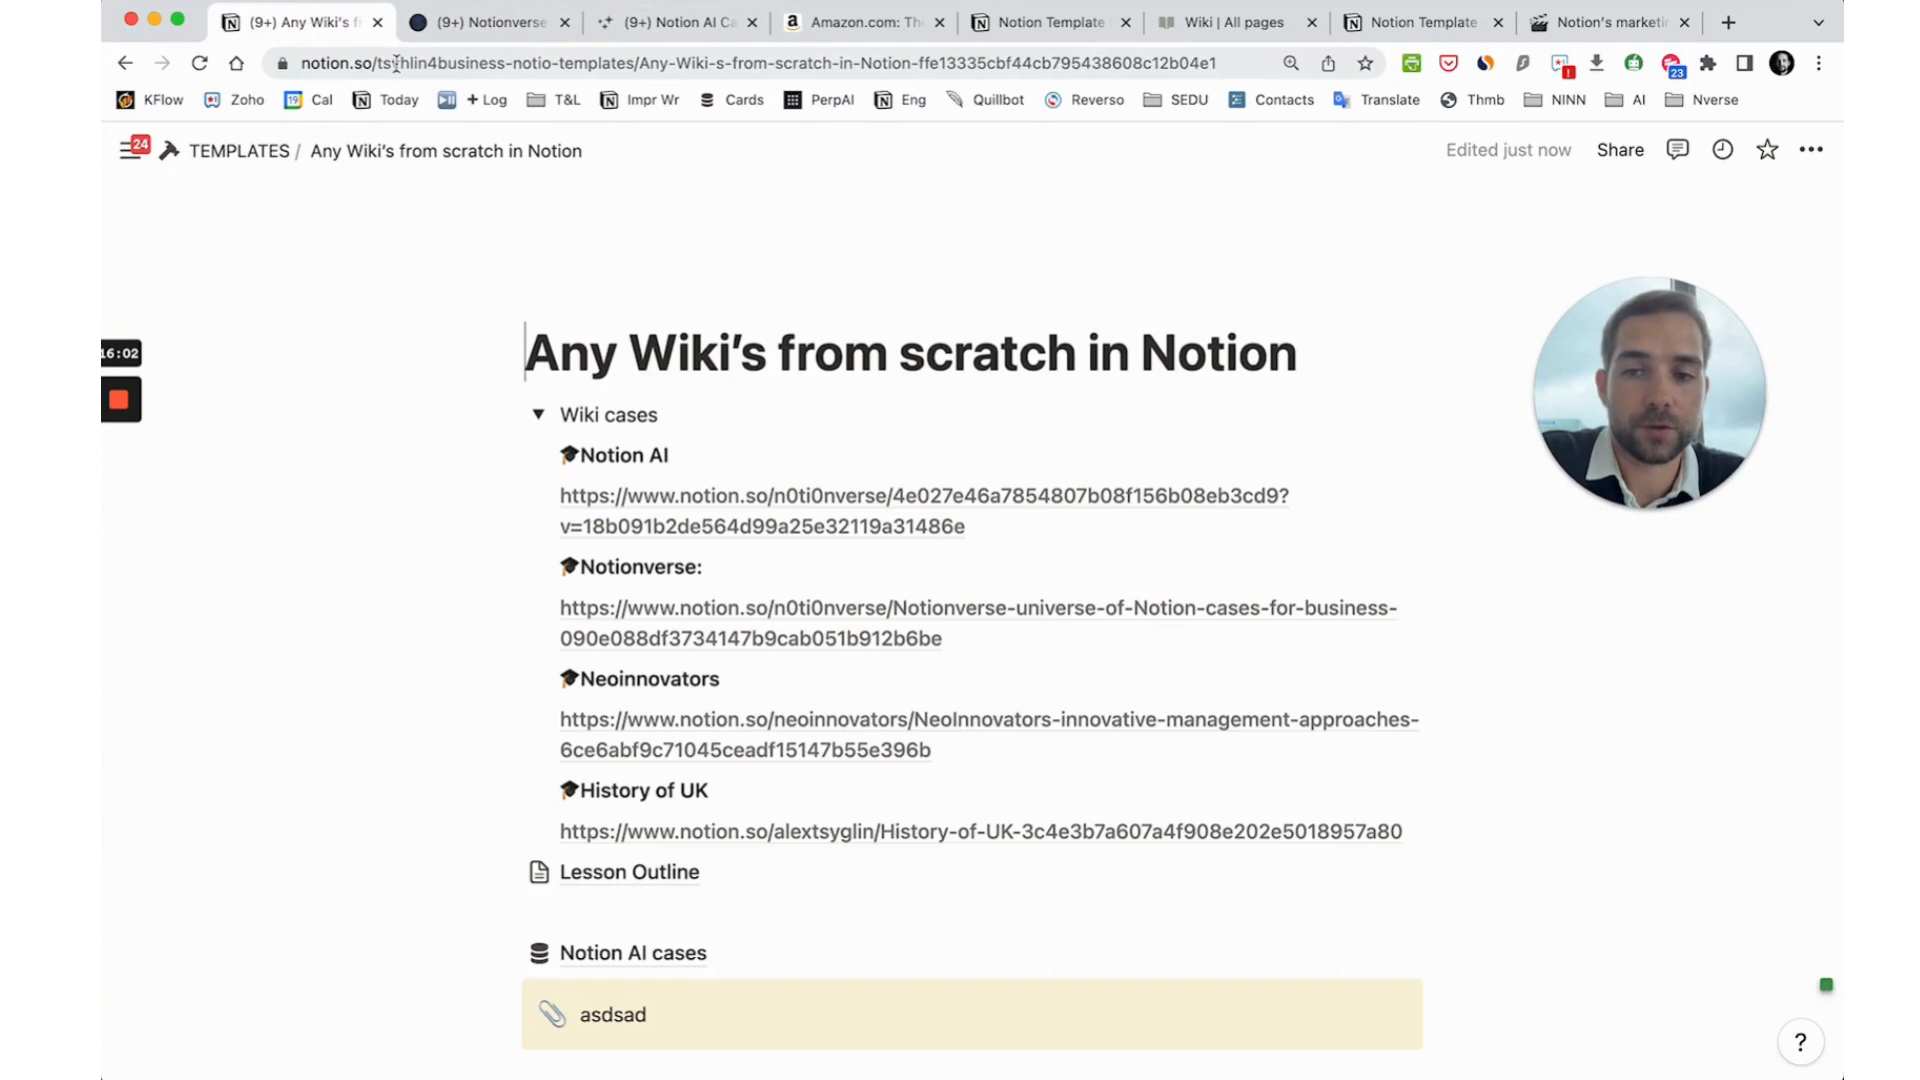 (9+) Any Wiki's f
(9+) Notionverse
(9+) Notion AI Ca
a Amazon.com: Th
Notion Template
Wiki | All pages
Notion Template
Notion's marketi
notion.so/tsyhlin4business-notio-templates/Any-Wiki-s-from-scratch-in-Notion-ffe13335cbf44cb795438608c12b04e1
23
KFlow Zoho 19 Cal Today + Log T&L Impr Wr Cards PerpAI Eng Quillbot Reverso SEDU Contacts Translate Thmb NINN AI Nverse
24 TEMPLATES / Any Wiki's from scratch in Notion
Edited just now Share
16:02
Any Wiki's from scratch in Notion
Wiki cases
Notion AI
https://www.notion.so/n0ti0nverse/4e027e46a7854807b08f156b08eb3cd9?
v=18b091b2de564d99a25e32119a31486e
Notionverse:
https://www.notion.so/n0ti0nverse/Notionverse-universe-of-Notion-cases-for-business-
090e088df3734147b9cab051b912b6be
Neoinnovators
https://www.notion.so/neoinnovators/NeoInnovators-innovative-management-approaches-
6ce6abf9c71045ceadf15147b55e396b
History of UK
https://www.notion.so/alextsyglin/History-of-UK-3c4e3b7a607a4f908e202e5018957a80
Lesson Outline
Notion AI cases
asdsad
?